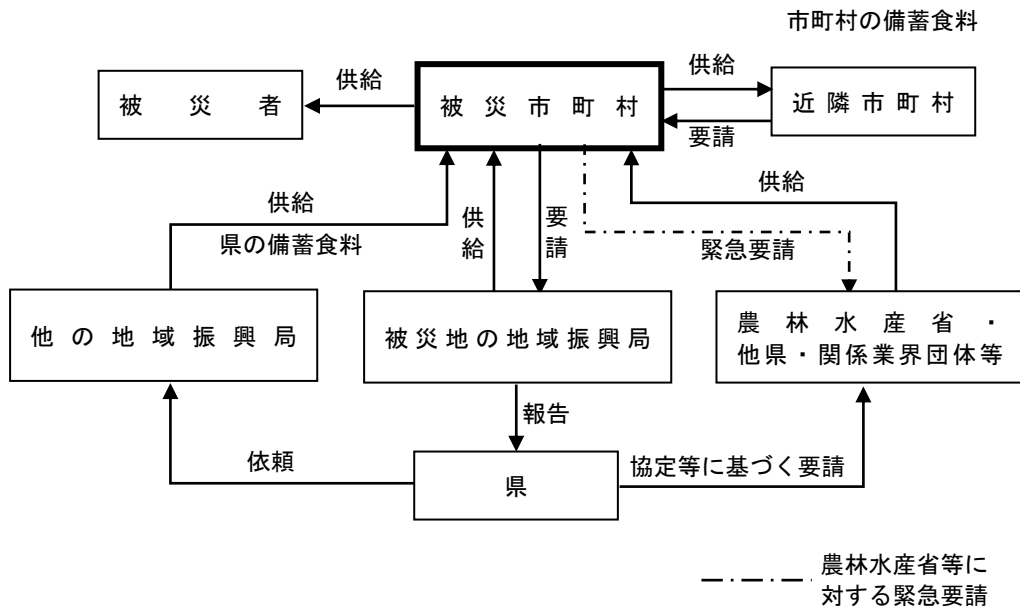 市町村の備蓄食料
供給
供給
被災者
被災市町村
近隣市町村
要請
供給
県の備蓄食料
供給
要請
緊急要請
供給
他の地域振興局
被災地の地域振興局
農林水産省・
他県・関係業界団体等
報告
依頼
県
協定等に基づく要請
農林水産省等に
対する緊急要請